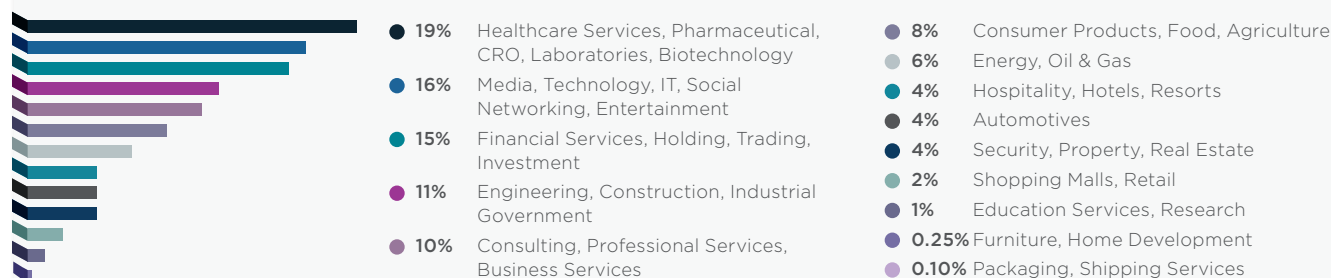 19% Healthcare Services, Pharmaceutical,
CRO, Laboratories, Biotechnology
16% Media, Technology, IT, Social
Networking, Entertainment
15% Financial Services, Holding, Trading,
Investment
11% Engineering, Construction, Industrial
Government
10% Consulting, Professional Services,
Business Services
8% Consumer Products, Food, Agriculture
6% Energy, Oil & Gas
4% Hospitality, Hotels, Resorts
4% Automotives
4% Security, Property, Real Estate
2% Shopping Malls, Retail
1% Education Services, Research
0.25% Furniture, Home Development
0.10% Packaging, Shipping Services